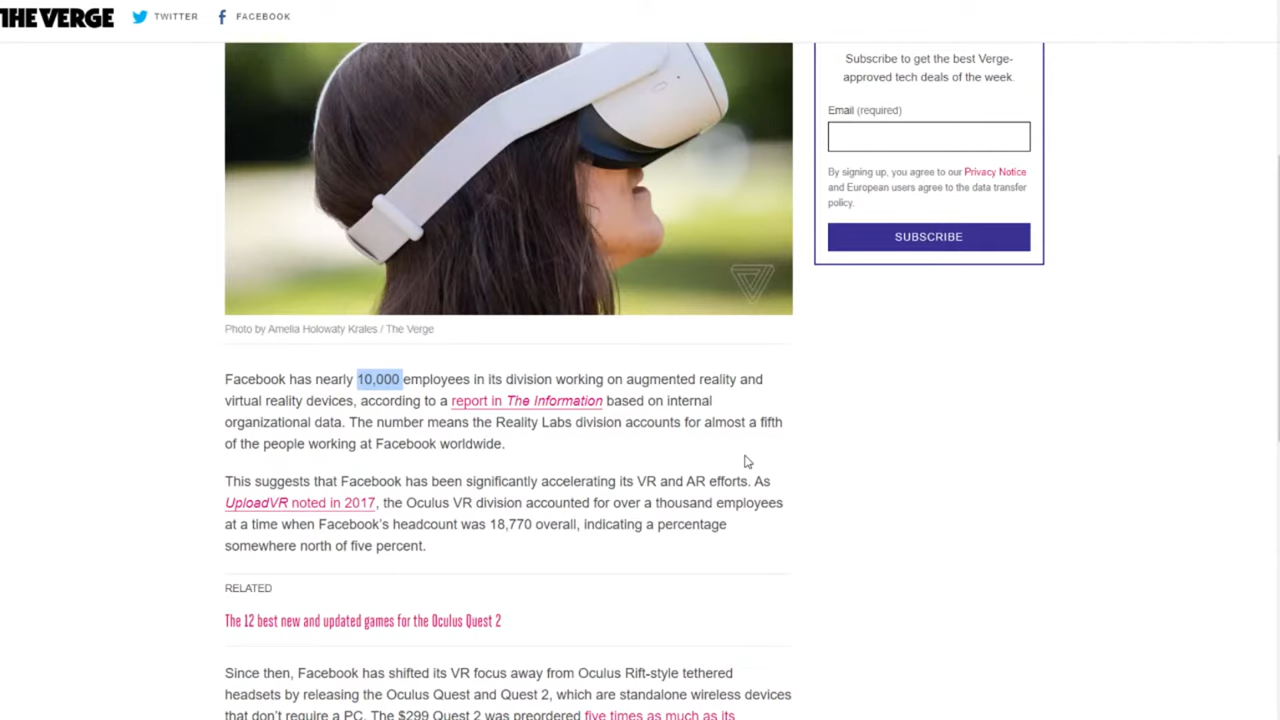 THE VERGE TWITTER FACEBOOK
Subscribe to get the best Verge-
approved tech deals of the week.
Email (required)
By signing up, you agree to our Privacy Notice
and European users agree to the data transfer
policy.
SUBSCRIBE
Photo by Amelia Holowaty Krales / The Verge
Facebook has nearly 10,000 employees in its division working on augmented reality and
virtual reality devices, according to a report in The Information based on internal
organizational data. The number means the Reality Labs division accounts for almost a fifth
of the people working at Facebook worldwide.
This suggests that Facebook has been significantly accelerating its VR and AR efforts. As
UploadVR noted in 2017, the Oculus VR division accounted for over a thousand employees
at a time when Facebook's headcount was 18,770 overall, indicating a percentage
somewhere north of five percent.
RELATED
The 12 best new and updated games for the Oculus Quest 2
Since then, Facebook has shifted its VR focus away from Oculus Rift-style tethered
headsets by releasing the Oculus Quest and Quest 2, which are standalone wireless devices
that don't require a PC. The $299 Quest 2 was preordered five times as much as its